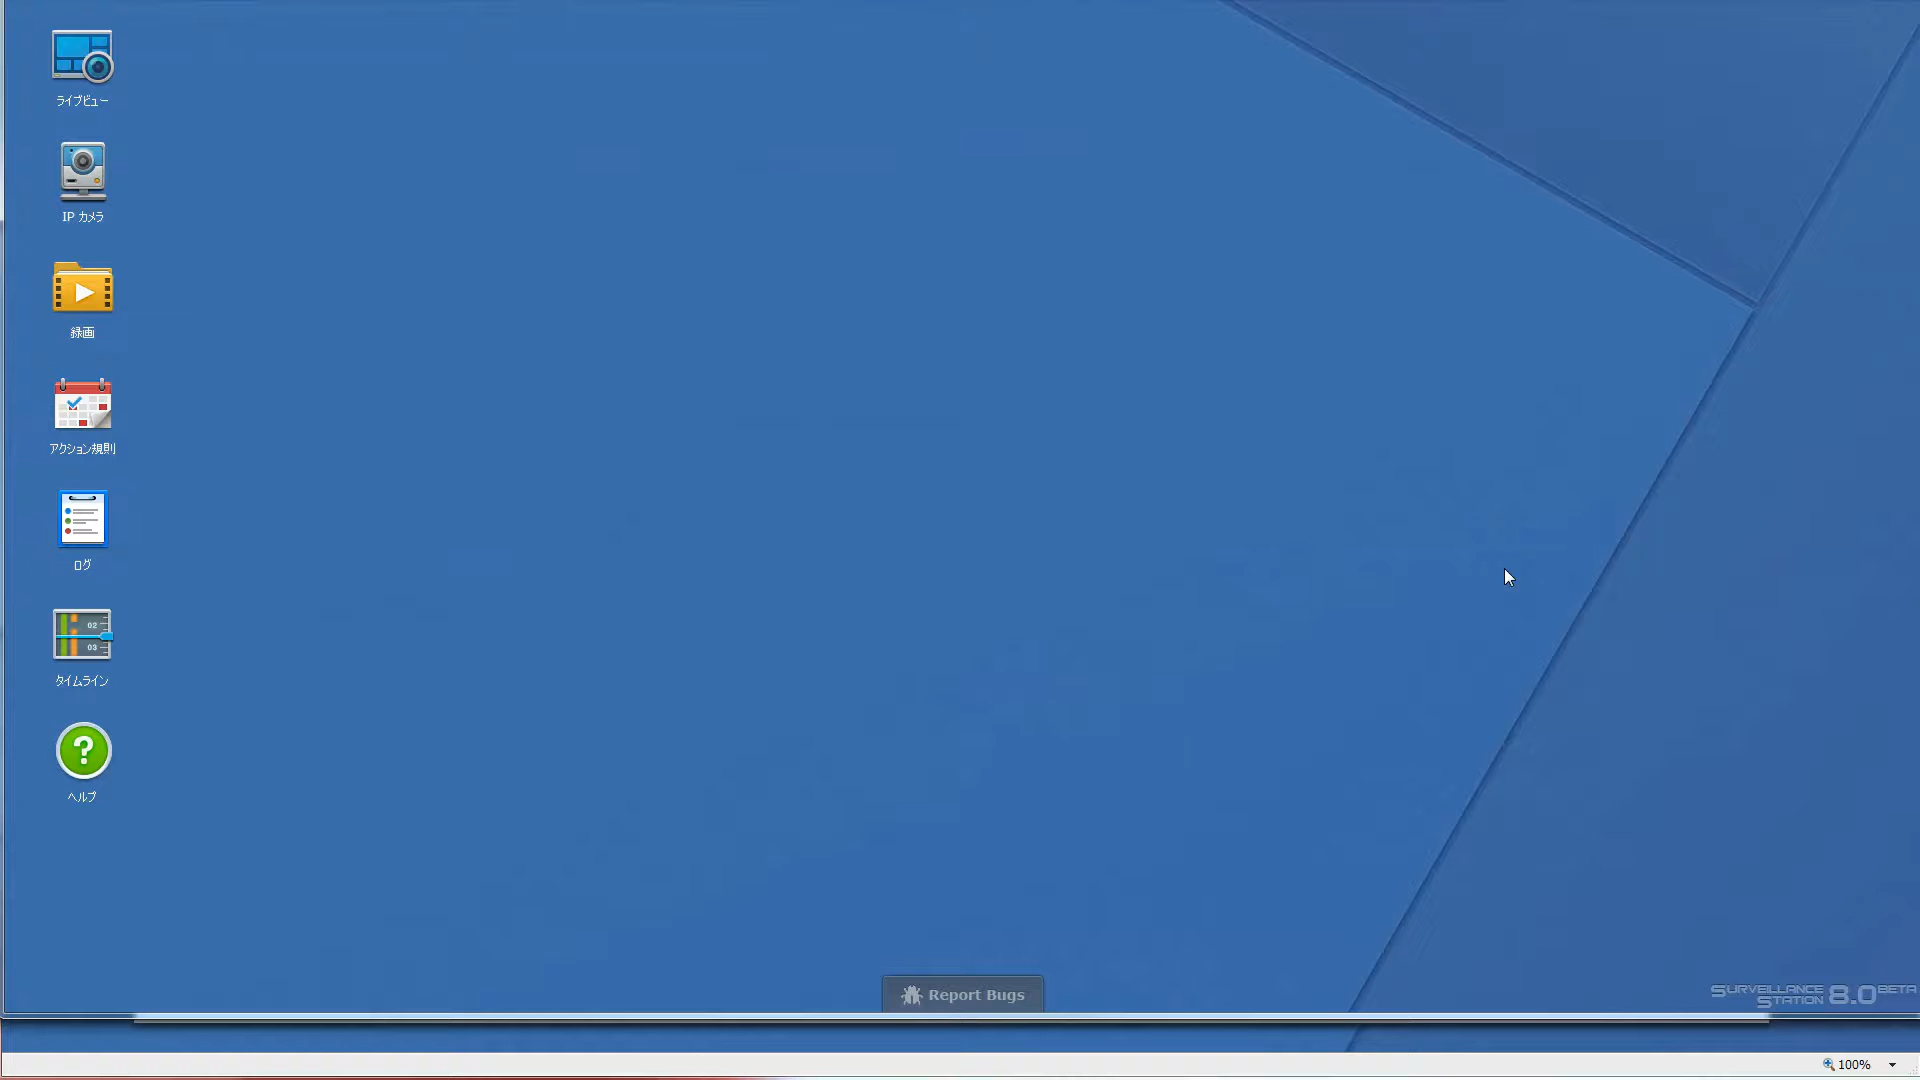 ライブビュー
IP カメラ
録画
アクション規則
ログ
02
03
タイムライン
?
ヘルプ
Report Bugs
SURVEILLANCE
STATION 8.0 BETA
100%